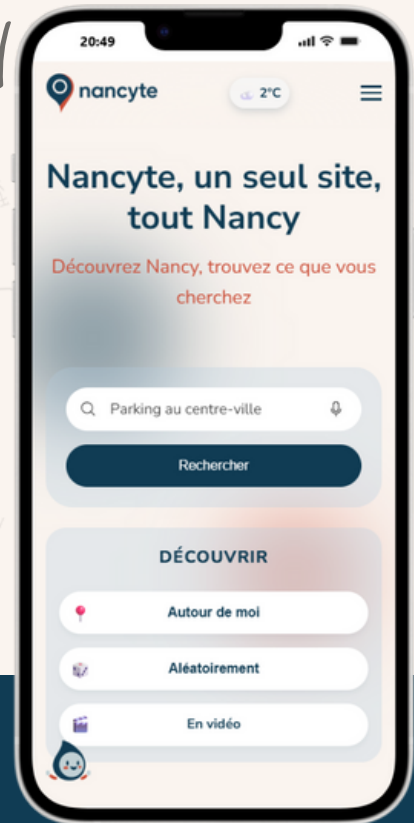 20:49
nancyte
2°C
Nancyte, un seul site,
tout Nancy
Découvrez Nancy, trouvez ce que vous
cherchez
Parking au centre-ville
Rechercher
DÉCOUVRIR
Autour de moi
Aléatoirement
En vidéo